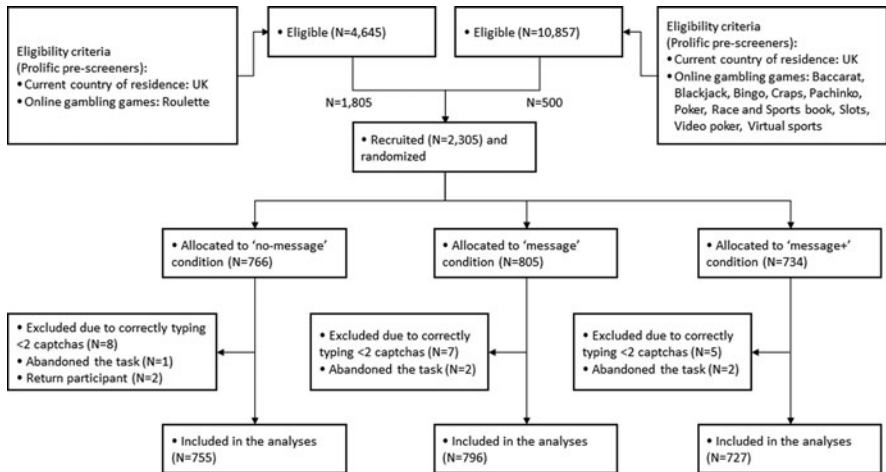 Eligibility criteria
(Prolific pre-screeners):
• Current country of residence: UK
• Online gambling games: Roulette
• Eligible (N=4,645)
• Eligible (N=10,857)
Eligibility criteria
(Prolific pre-screeners):
• Current country of residence: UK
• Online gambling games: Baccarat,
Blackjack, Bingo, Craps, Pachinko,
Poker, Race and Sports book, Slots,
Video poker, Virtual sports
N=1,805
N=500
• Recruited (N=2,305) and
randomized
• Allocated to ‘no-message’
condition (N=766)
• Allocated to ‘message’
condition (N=805)
• Allocated to ‘message+’
condition (N=734)
• Excluded due to correctly typing
<2 captchas (N=8)
• Abandoned the task (N=1)
• Return participant (N=2)
• Excluded due to correctly
typing <2 captchas (N=7)
• Abandoned the task (N=2)
• Excluded due to correctly
typing <2 captchas (N=5)
• Abandoned the task (N=2)
• Included in the analyses
(N=755)
• Included in the analyses
(N=796)
• Included in the analyses
(N=727)